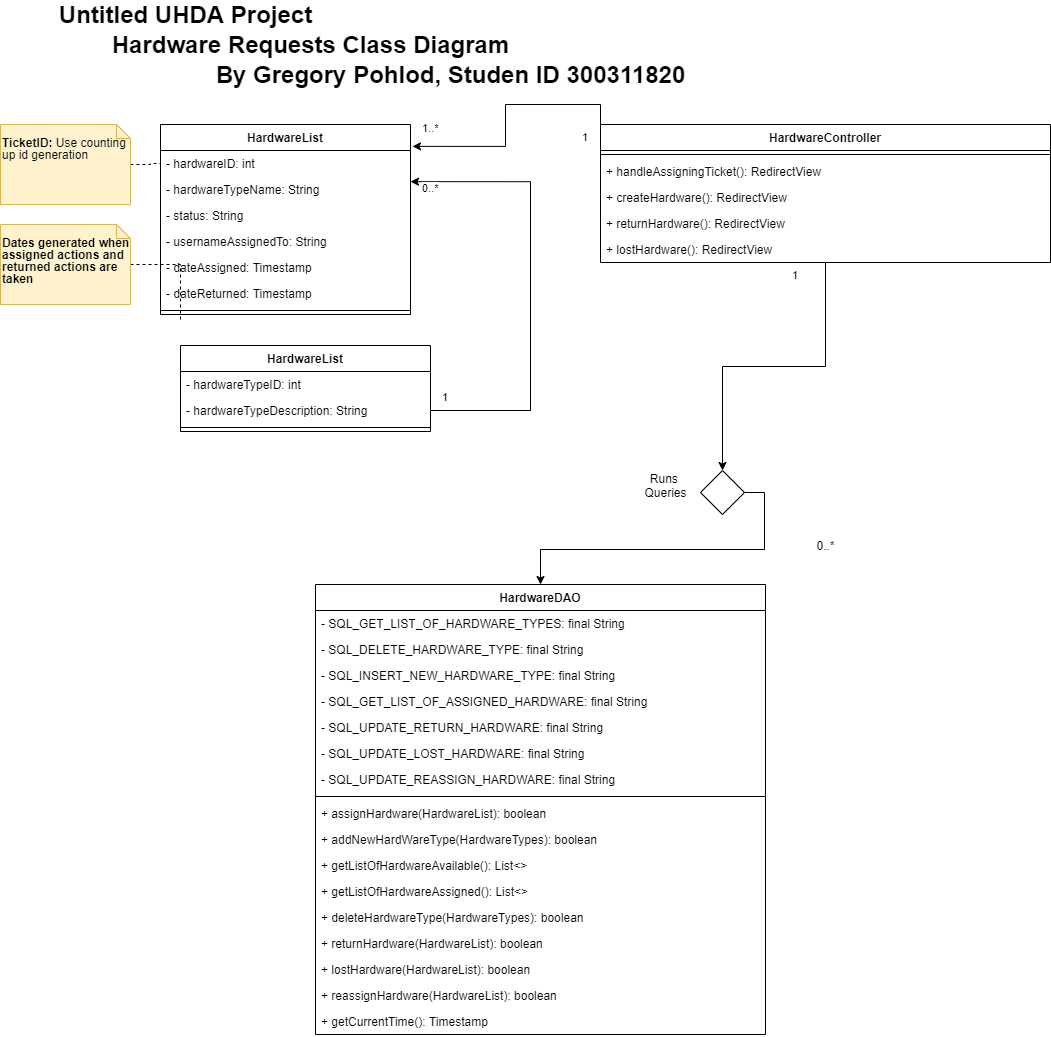 Untitled UHDA Project
Hardware Requests Class Diagram
By Gregory Pohlod, Studen ID 300311820
TicketID: Use counting
up id generation
Dates generated when
assigned actions and
returned actions are
taken
HardwareList
- hardwareID: int
- hardwareTypeName: String
- status: String
- usernameAssignedTo: String
- dateAssigned: Timestamp
- dateReturned: Timestamp
1..*
0..*
1
HardwareController
+ handleAssigningTicket(): RedirectView
+ createHardware(): RedirectView
+ returnHardware(): RedirectView
+ lostHardware(): RedirectView
1
HardwareList
- hardwareTypeID: int
- hardwareTypeDescription: String
1
Runs
Queries
0..*
HardwareDAO
- SQL_GET_LIST_OF_HARDWARE_TYPES: final String
- SQL_DELETE_HARDWARE_TYPE: final String
- SQL_INSERT_NEW_HARDWARE_TYPE: final String
- SQL_GET_LIST_OF_ASSIGNED_HARDWARE: final String
- SQL_UPDATE_RETURN_HARDWARE: final String
- SQL_UPDATE_LOST_HARDWARE: final String
- SQL_UPDATE_REASSIGN_HARDWARE: final String
+ assignHardware(HardwareList): boolean
+ addNewHardWareType(HardwareTypes): boolean
+ getListOfHardwareAvailable(): List<>
+ getListOfHardwareAssigned(): List<>
+ deleteHardwareType(HardwareTypes): boolean
+ returnHardware(HardwareList): boolean
+ lostHardware(HardwareList): boolean
+ reassignHardware(HardwareList): boolean
+ getCurrentTime(): Timestamp